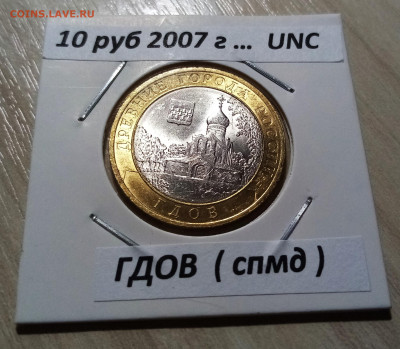 COINS.LAVE.RU
10 руб 2007 г ... UNC
ДРЕВНИЕ ГОРОДА РОССИИ
ГДОВ
ГДОВ ( спмд )